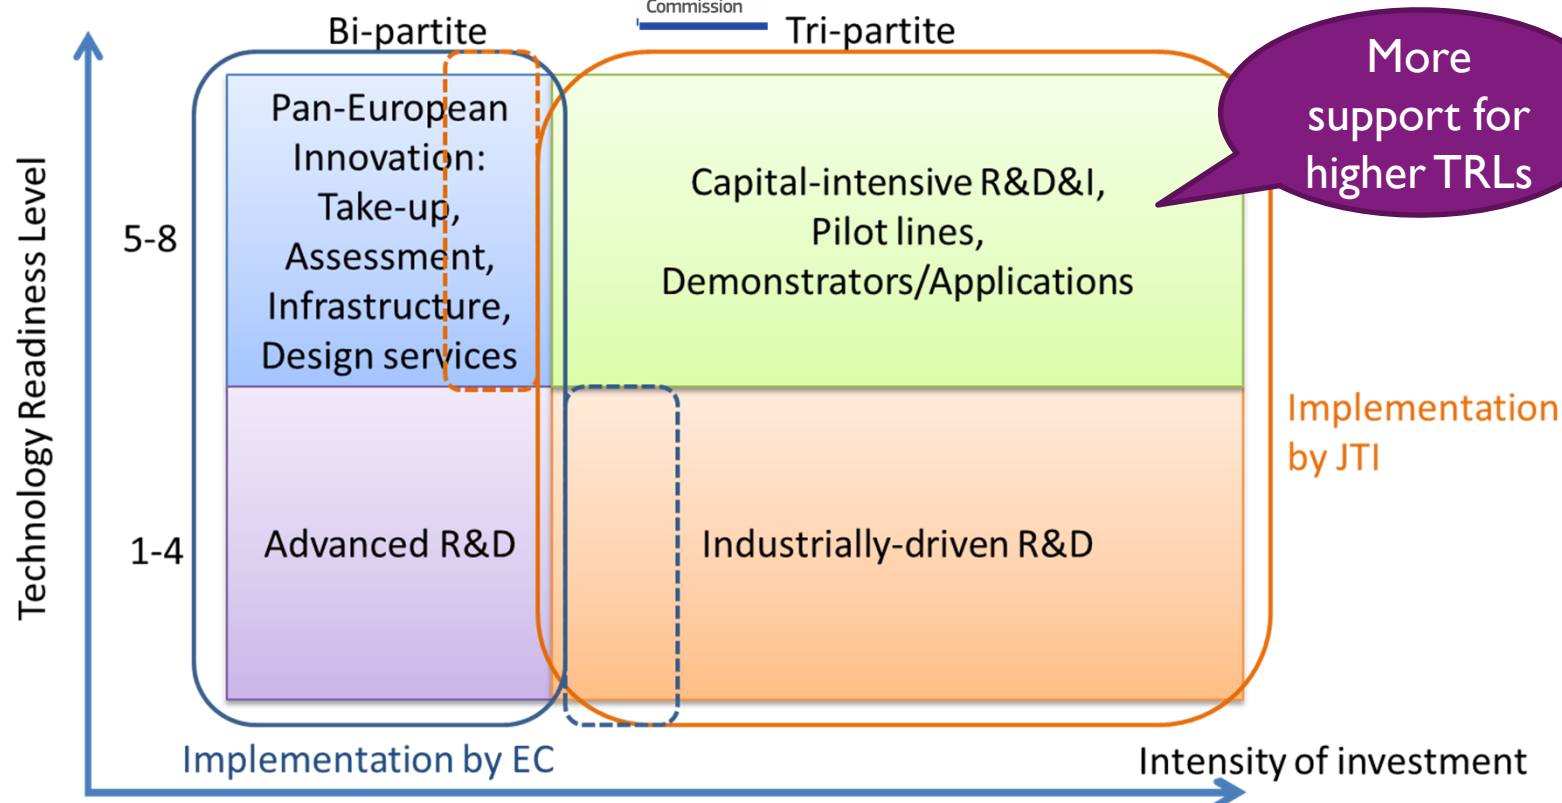 Commission
Bi-partite
Tri-partite
More
support for
higher TRLs
Pan-European
Innovation:
Take-up,
Assessment,
Infrastructure,
Design services
Capital-intensive R&D&I,
Pilot lines,
Demonstrators/Applications
Technology Readiness Level
5-8
1-4
Advanced R&D
Industrially-driven R&D
Implementation
by JTI
Implementation by EC
Intensity of investment